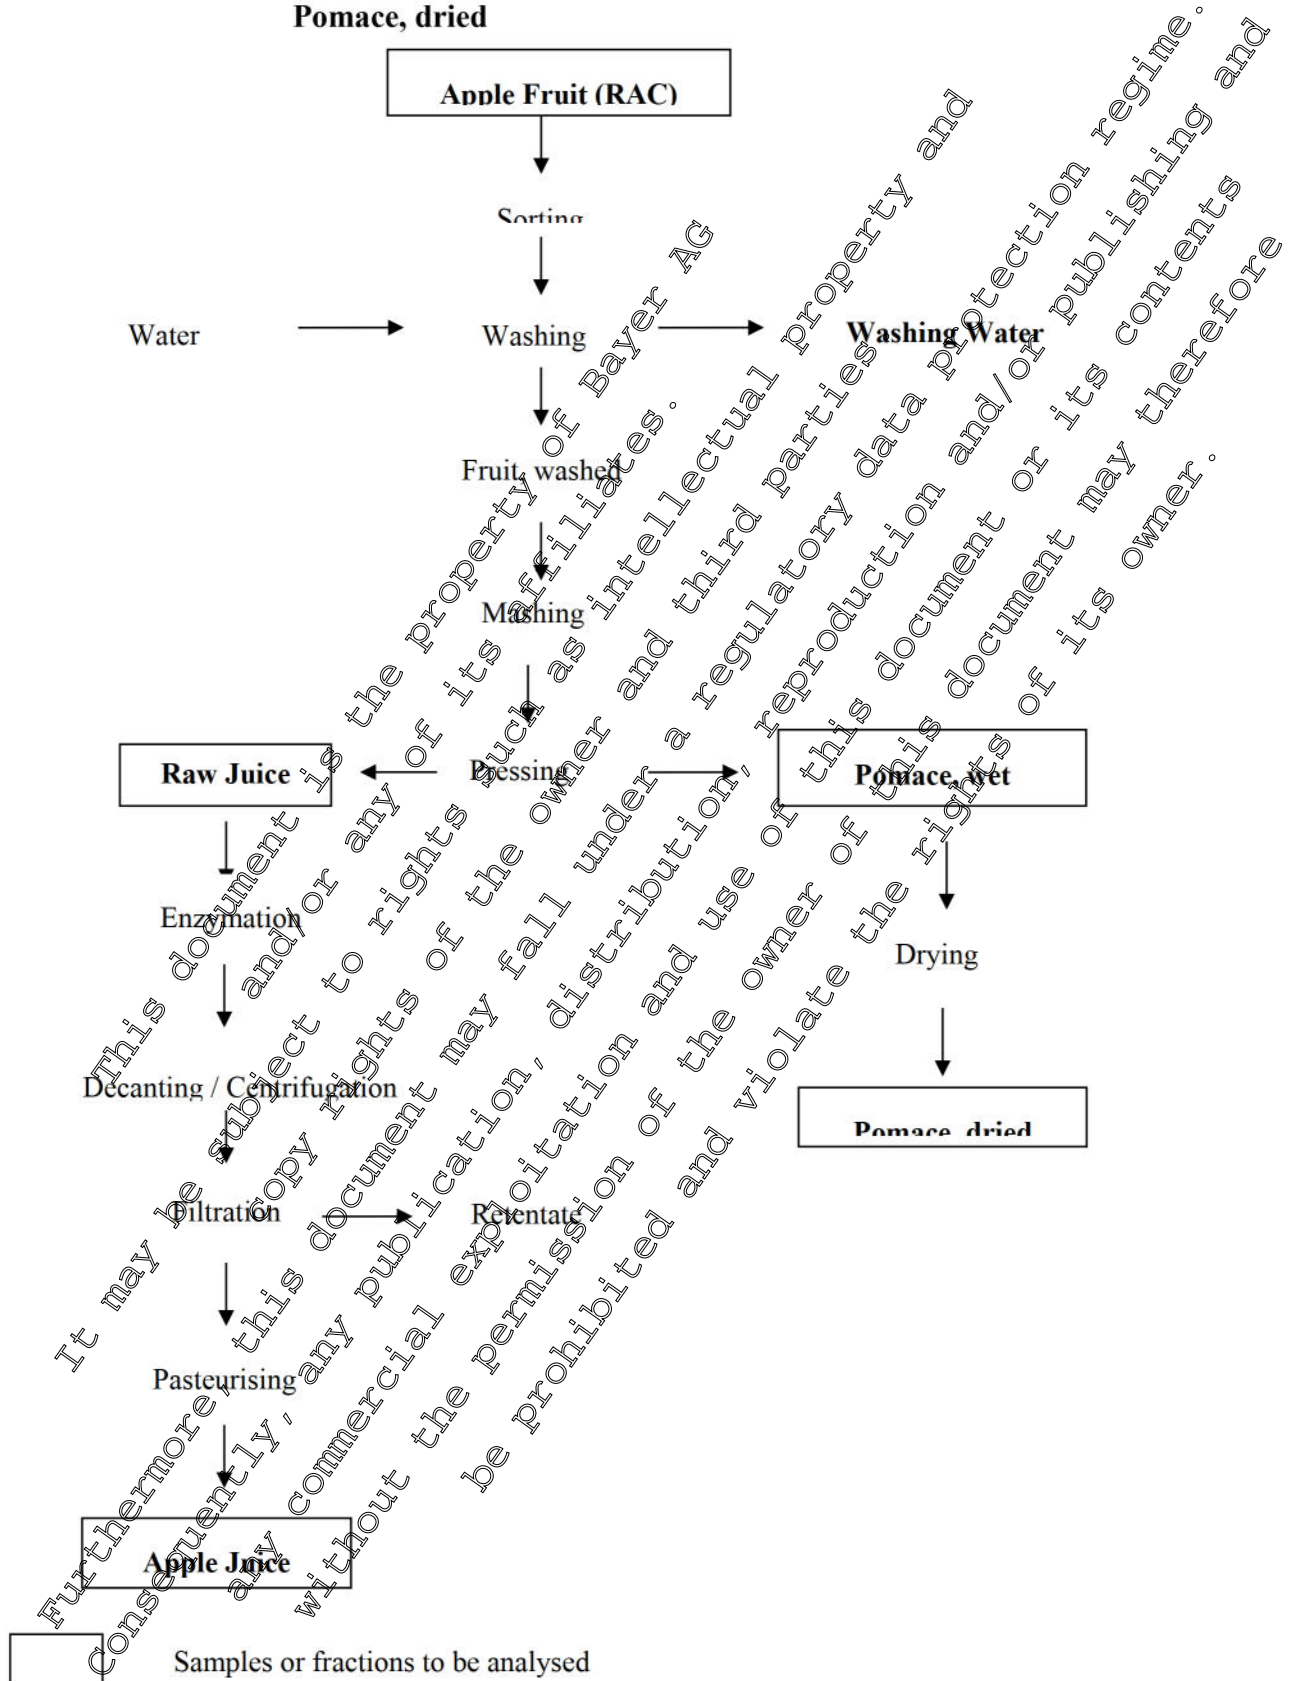 Pomace, dried
Apple Fruit (RAC)
Sorting
Water
Washing
Washing Water
Fruit, washed
Mashing
Raw Juice
Pressing
Pomace, wet
Enzymation
Drying
Decanting / Centrifugation
Pomace, dried
Filtration
Retentate
Pasteurising
Apple Juice
Samples or fractions to be analysed
This document is the property of Bayer AG
and/or any of its affiliates.
It may be subject to rights such as intellectual property and
copy rights of the owner and third parties.
Furthermore, this document may fall under a regulatory data protection regime.
Consequently, any publication, distribution, reproduction and/or publishing and
any commercial exploitation and use of this document or its contents
without the permission of the owner of this document may therefore
be prohibited and violate the rights of its owner.